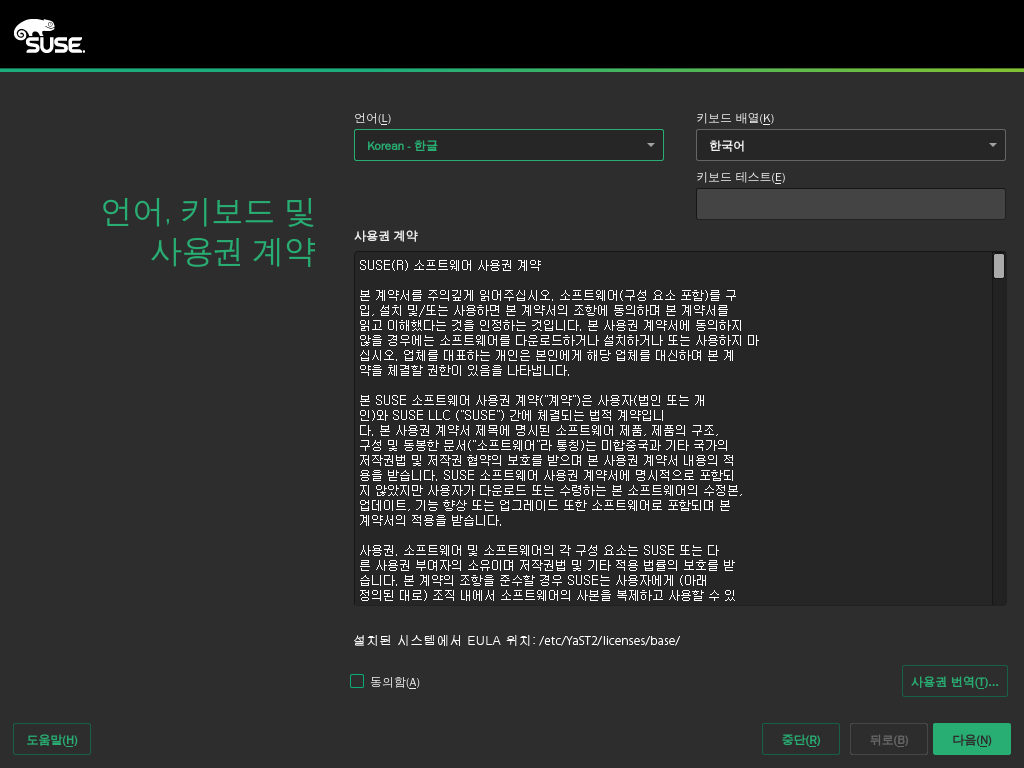 SUSE
언어(L)
키보드 배열(K)
Korean - 한글
한국어
키보드 테스트(E)
언어, 키보드 및
사용권 계약
사용권 계약
SUSE(R) 소프트웨어 사용권 계약
본 계약서를 주의깊게 읽어주십시오. 소프트웨어(구성 요소 포함)를 구
입, 설치 및/또는 사용하면 본 계약서의 조항에 동의하며 본 계약서를
읽고 이해했다는 것을 인정하는 것입니다. 본 사용권 계약서에 동의하지
않을 경우에는 소프트웨어를 다운로드하거나 설치하거나 또는 사용하지 마
십시오. 업체를 대표하는 개인은 본인에게 해당 업체를 대신하여 본 계
약을 체결할 권한이 있음을 나타냅니다.
본 SUSE 소프트웨어 사용권 계약("계약")은 사용자(법인 또는 개
인)와 SUSE LLC ("SUSE") 간에 체결되는 법적 계약입니
다. 본 사용권 계약서 제목에 명시된 소프트웨어 제품, 제품의 구조,
구성 및 동봉한 문서("소프트웨어"라 통칭)는 미합중국과 기타 국가의
저작권법 및 저작권 협약의 보호를 받으며 본 사용권 계약서 내용의 적
용을 받습니다. SUSE 소프트웨어 사용권 계약서에 명시적으로 포함되
지 않았지만 사용자가 다운로드 또는 수령하는 본 소프트웨어의 수정본,
업데이트, 기능 향상 또는 업그레이드 또한 소프트웨어로 포함되며 본
계약서의 적용을 받습니다.
사용권. 소프트웨어 및 소프트웨어의 각 구성 요소는 SUSE 또는 다
른 사용권 부여자의 소유이며 저작권법 및 기타 적용 법률의 보호를 받
습니다. 본 계약의 조항을 준수할 경우 SUSE는 사용자에게 (아래
정의된 대로) 조직 내에서 소프트웨어의 사본을 복제하고 사용할 수 있
설치된 시스템에서 EULA 위치: /etc/YaST2/licenses/base/
동의함(A)
사용권 번역(T)...
도움말(H)
중단(R)
뒤로(B)
다음(N)